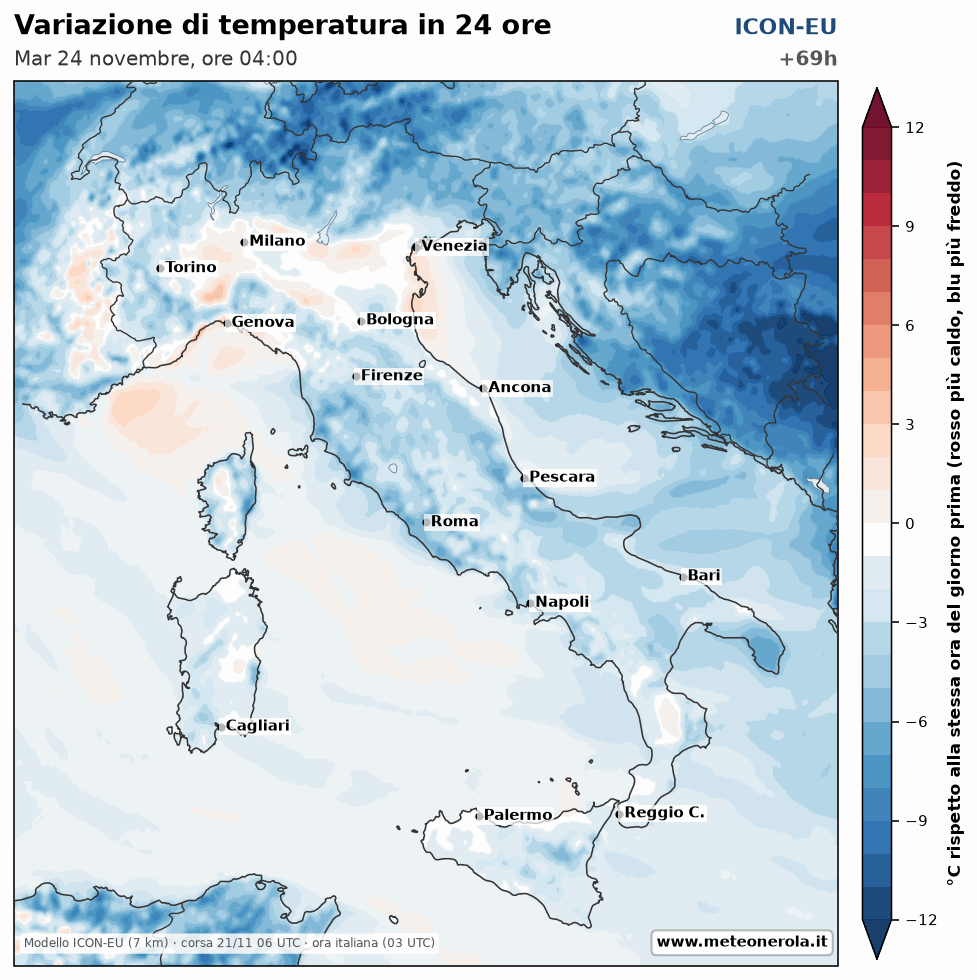 Variazione di temperatura in 24 ore
ICON-EU
Mar 24 novembre, ore 04:00
+69h
Milano
Venezia
Torino
Genova
Bologna
Firenze
Ancona
Pescara
Roma
Bari
Napoli
Cagliari
Palermo
Reggio C.
12
9
6
3
0
−3
−6
−9
−12
°C rispetto alla stessa ora del giorno prima (rosso più caldo, blu più freddo)
Modello ICON-EU (7 km) · corsa 21/11 06 UTC · ora italiana (03 UTC)
www.meteonerola.it